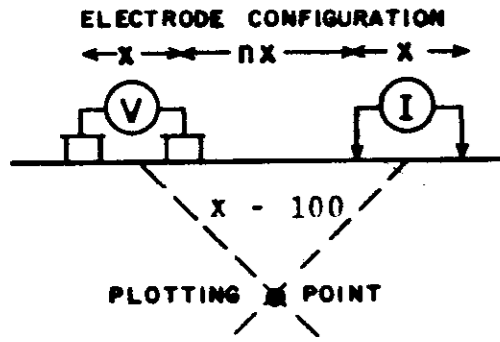 ELECTRODE CONFIGURATION
x nx x
V I
x - 100
PLOTTING POINT